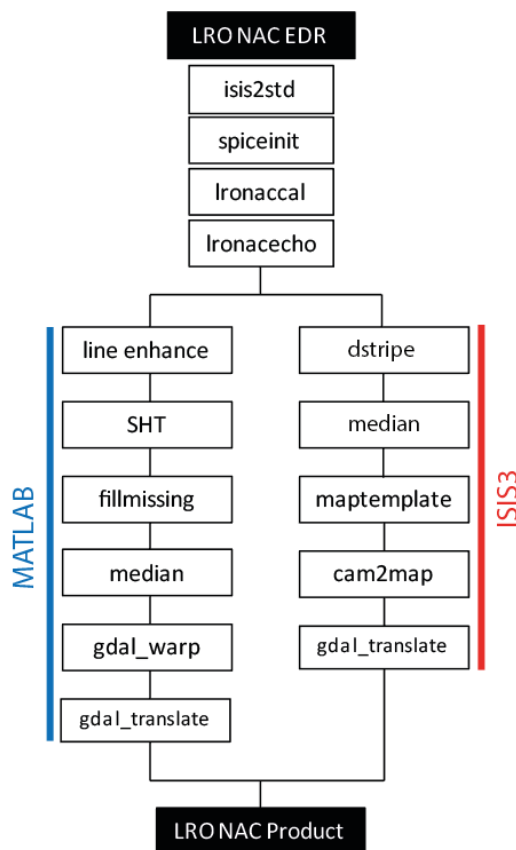 LRO NAC EDR
isis2std
spiceinit
lronaccal
lronacecho
line enhance
SHT
fillmissing
median
gdal_warp
gdal_translate
MATLAB
dstripe
median
maptemplate
cam2map
gdal_translate
ISIS3
LRO NAC Product